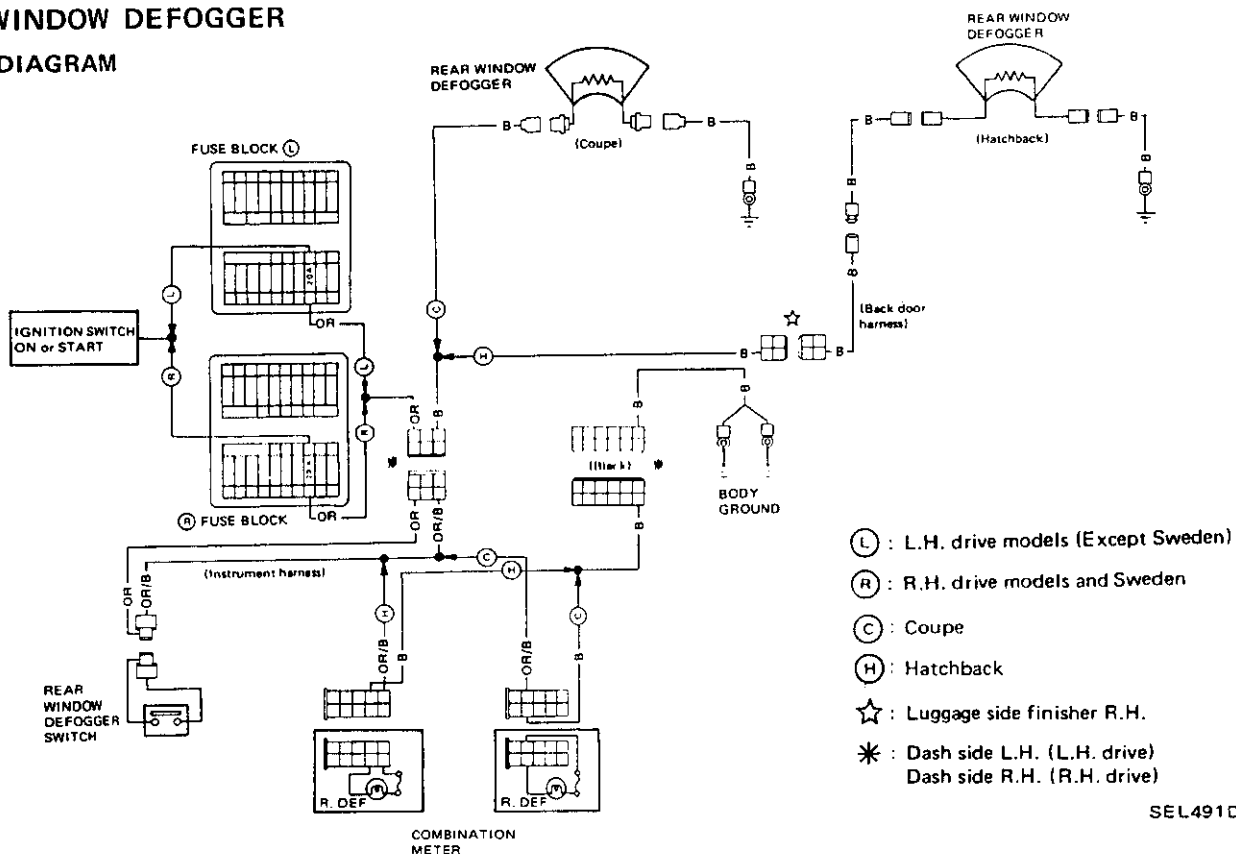 WINDOW DEFOGGER
DIAGRAM
REAR WINDOW
DEFOGGER
(Coupe)
B
B
B
REAR WINDOW
DEFOGGER
(Hatchback)
B
B
B
B
B
B
(Back door
harness)
B
B
FUSE BLOCK L
20A
L
OR
IGNITION SWITCH
ON or START
R
L
R
20A
R FUSE BLOCK
OR
C
H
OR
B
OR
OR/B
B
B
(Black)
BODY
GROUND
B
(Instrument harness)
OR
OR/B
C
H
H
C
OR/B
B
OR/B
B
REAR
WINDOW
DEFOGGER
SWITCH
R. DEF
R. DEF
COMBINATION
METER
L : L.H. drive models (Except Sweden)
R : R.H. drive models and Sweden
C : Coupe
H : Hatchback
☆ : Luggage side finisher R.H.
* : Dash side L.H. (L.H. drive)
Dash side R.H. (R.H. drive)
SEL491D